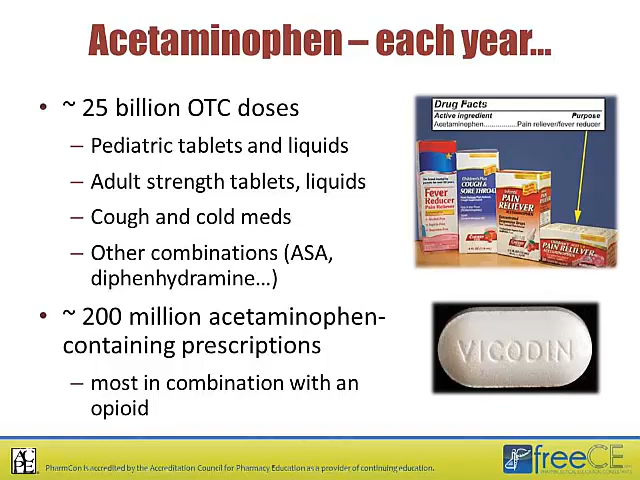 Acetaminophen – each year...
• ~ 25 billion OTC doses
– Pediatric tablets and liquids
– Adult strength tablets, liquids
– Cough and cold meds
– Other combinations (ASA,
diphenhydramine...)
• ~ 200 million acetaminophen-
containing prescriptions
– most in combination with an
opioid
Drug Facts
Active ingredient Purpose
Acetaminophen Pain reliever/fever reducer
Fever
Reducer
Pain Reliever
COUGH &
SORE THROAT
PAIN
RELIEVER
PAIN RELIEVER
VICODIN
PharmCon is accredited by the Accreditation Council for Pharmacy Education as a provider of continuing education.
freeCE